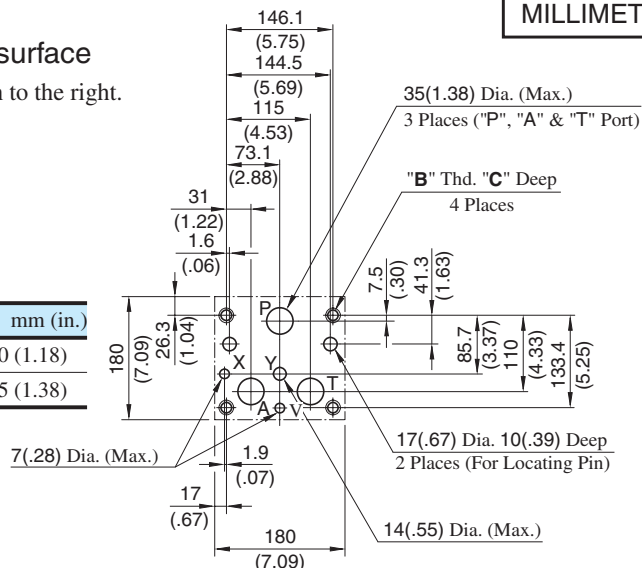 MILLIMET
surface
n to the right.
146.1
(5.75)
144.5
(5.69)
115
(4.53)
73.1
(2.88)
31
(1.22)
1.6
(.06)
35(1.38) Dia. (Max.)
3 Places ("P", "A" & "T" Port)
"B" Thd. "C" Deep
4 Places
7.5
(.30)
41.3
(1.63)
mm (in.)
0 (1.18)
5 (1.38)
180
(7.09)
26.3
(1.04)
P
X
Y
T
A
V
85.7
(3.37)
110
(4.33)
133.4
(5.25)
7(.28) Dia. (Max.)
1.9
(.07)
17
(.67)
180
(7.09)
17(.67) Dia. 10(.39) Deep
2 Places (For Locating Pin)
14(.55) Dia. (Max.)